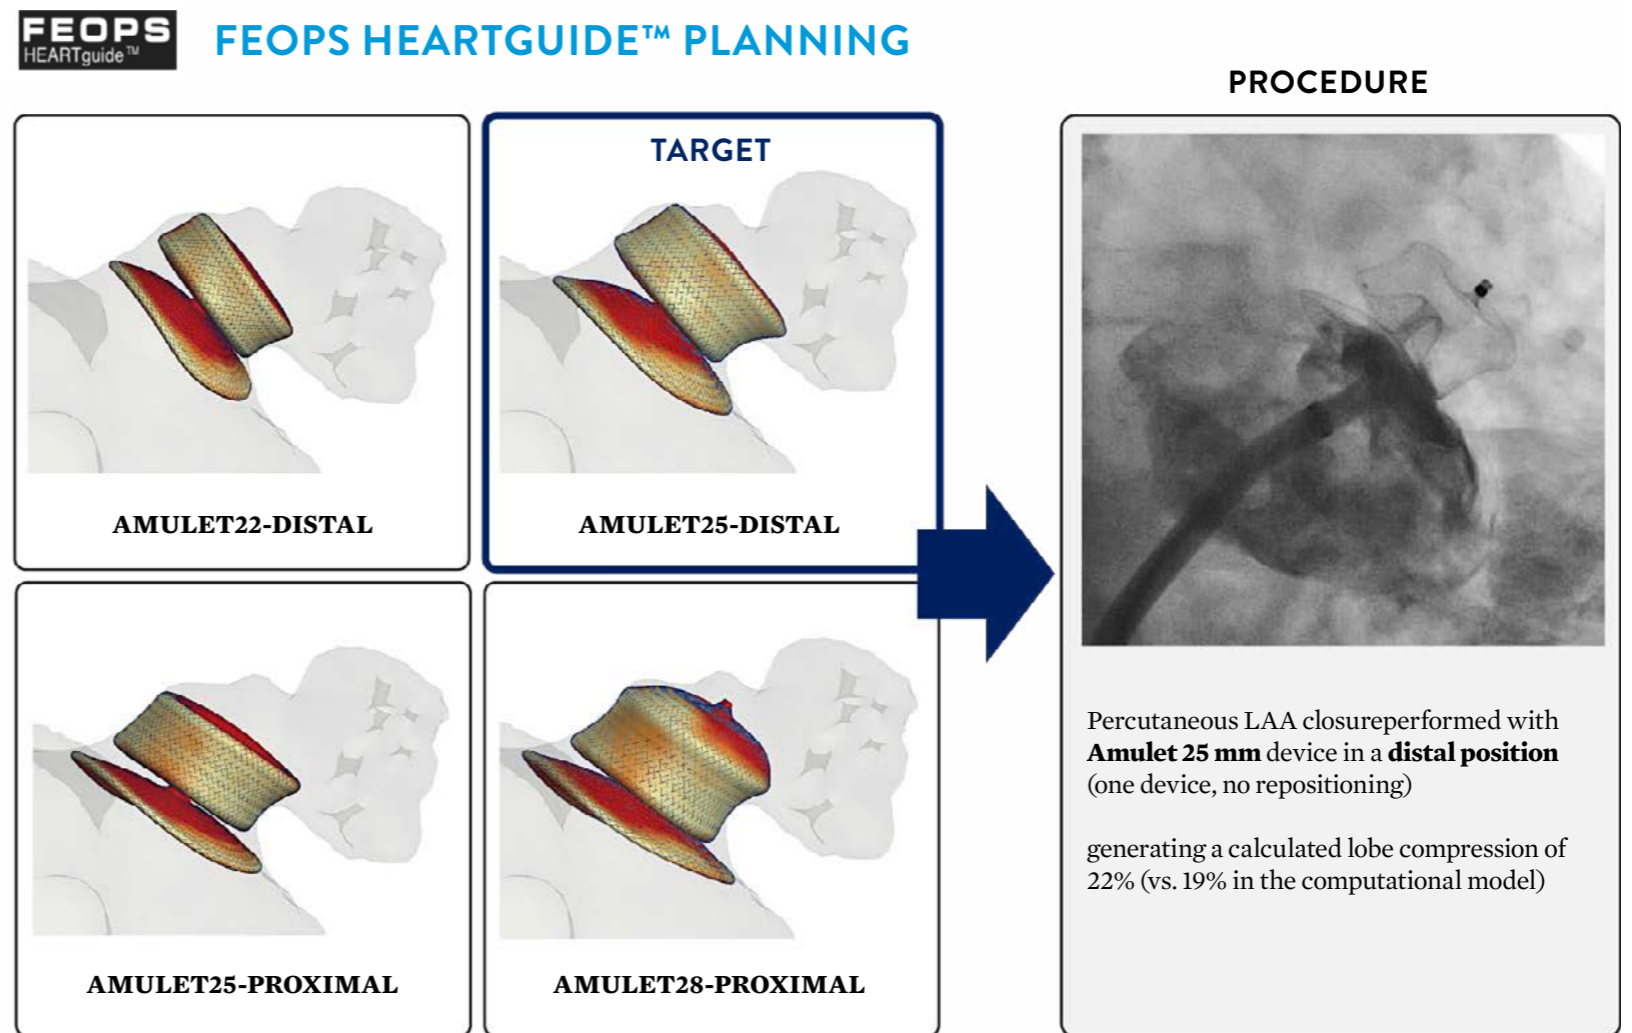 FEOPS
HEARTguide™
FEOPS HEARTGUIDE™ PLANNING
PROCEDURE
TARGET
AMULET22-DISTAL
AMULET25-DISTAL
AMULET25-PROXIMAL
AMULET28-PROXIMAL
Percutaneous LAA closureperformed with
Amulet 25 mm device in a distal position
(one device, no repositioning)
generating a calculated lobe compression of
22% (vs. 19% in the computational model)